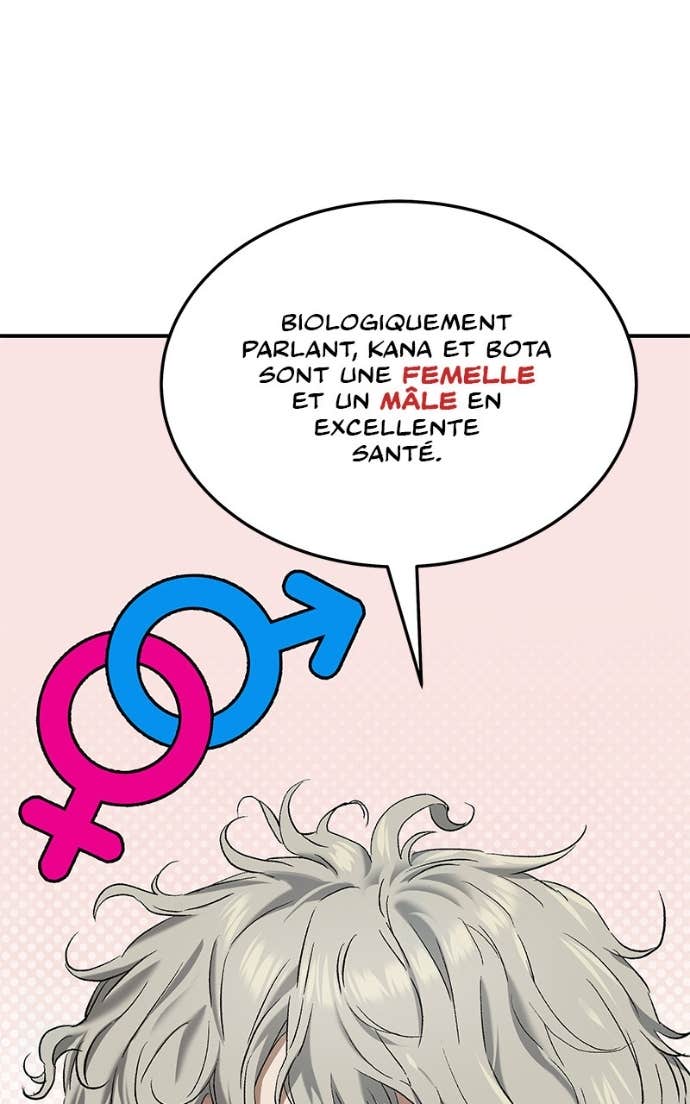 BIOLOGIQUEMENT
PARLANT, KANA ET BOTA
SONT UNE FEMELLE
ET UN MÂLE EN
EXCELLENTE
SANTÉ.